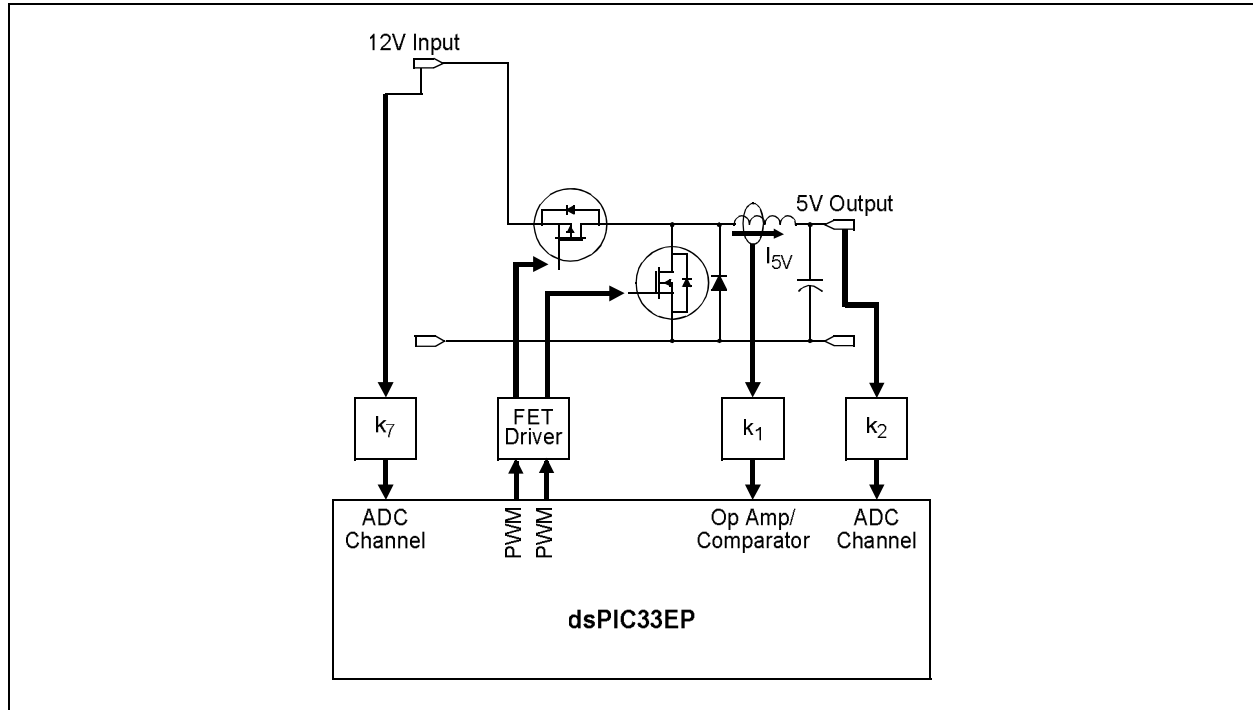 12V Input
5V Output
I5V
k7
FET
Driver
k1
k2
ADC
Channel
PWM
PWM
Op Amp/
Comparator
ADC
Channel
dsPIC33EP